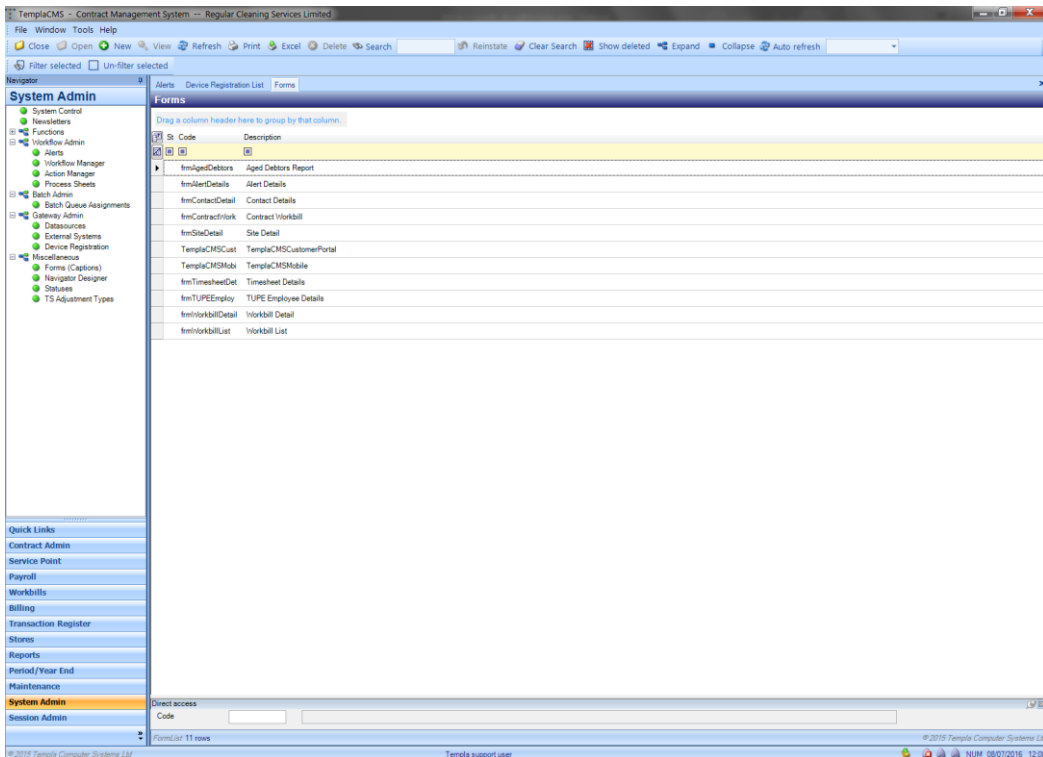 TemplaCMS - Contract Management System -- Regular Cleaning Services Limited
File Window Tools Help
Close Open New View Refresh Print Excel Delete Search Reinstate Clear Search Show deleted Expand Collapse Auto refresh
Filter selected Un-filter selected
Navigator
System Admin
System Control
Newsletters
Functions
Workflow Admin
Alerts
Workflow Manager
Action Manager
Process Sheets
Batch Admin
Batch Queue Assignments
Gateway Admin
Datasources
External Systems
Device Registration
Miscellaneous
Forms (Captions)
Navigator Designer
Statuses
TS Adjustment Types
Quick Links
Contract Admin
Service Point
Payroll
Workbills
Billing
Transaction Register
Stores
Reports
Period/Year End
Maintenance
System Admin
Session Admin
Alerts Device Registration List Forms
Forms
Drag a column header here to group by that column.
St Code Description
frmAgedDebtors Aged Debtors Report
frmAlertDetails Alert Details
frmContactDetail Contact Details
frmContractWork Contract Workbill
frmSiteDetail Site Detail
TemplaCMSCust TemplaCMSCustomerPortal
TemplaCMSMobi TemplaCMSMobile
frmTimesheetDet Timesheet Details
frmTUPEEmploy TUPE Employee Details
frmWorkbillDetail Workbill Detail
frmWorkbillList Workbill List
Direct access
Code
FormList 11 rows © 2015 Templa Computer Systems Lt
© 2015 Templa Computer Systems Ltd Templa support user NUM 08/07/2016 12:0